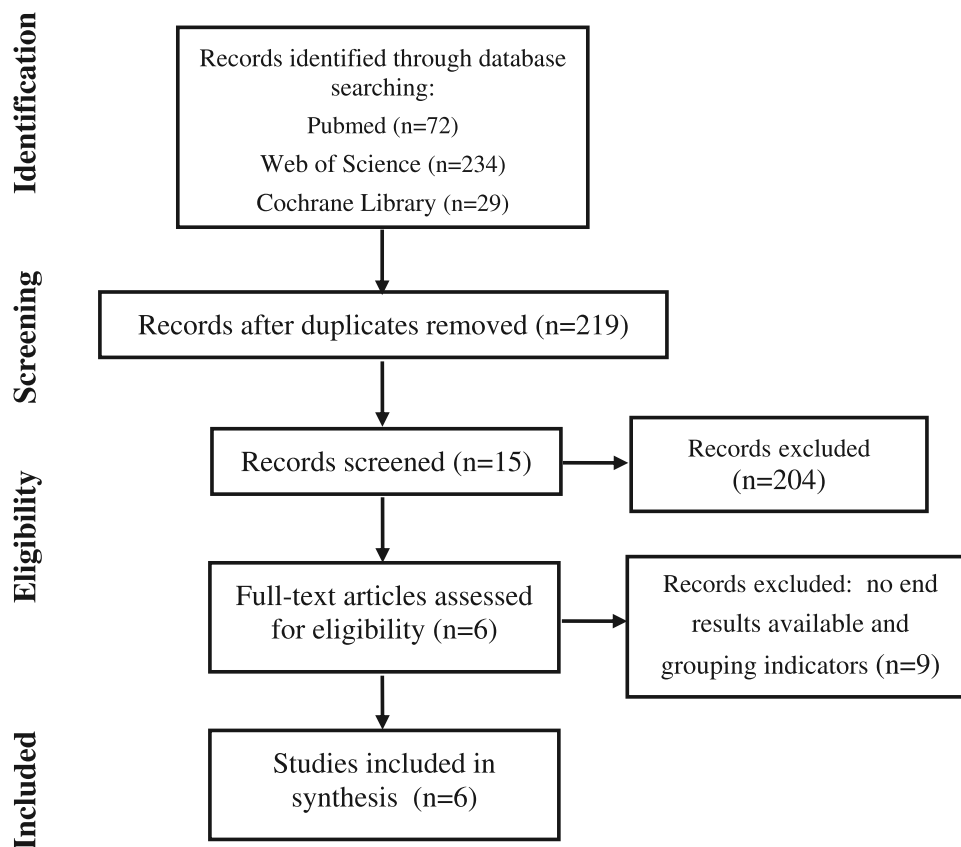 Identification
Records identified through database
searching:
Pubmed (n=72)
Web of Science (n=234)
Cochrane Library (n=29)
Screening
Records after duplicates removed (n=219)
Records screened (n=15)
Records excluded
(n=204)
Eligibility
Full-text articles assessed
for eligibility (n=6)
Records excluded: no end
results available and
grouping indicators (n=9)
Included
Studies included in
synthesis (n=6)